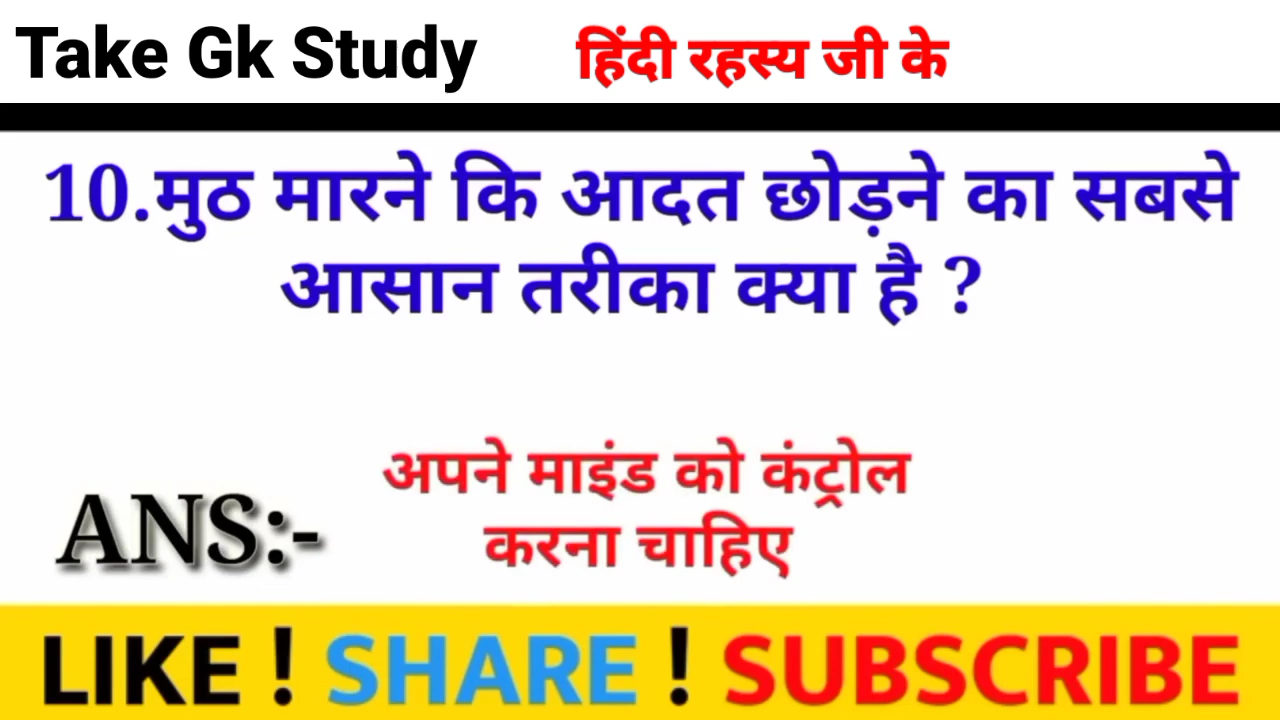 Take Gk Study हिंदी रहस्य जी के
10.मुठ मारने कि आदत छोड़ने का सबसे
आसान तरीका क्या है ?
अपने माइंड को कंट्रोल
ANS:- करना चाहिए
LIKE ! SHARE ! SUBSCRIBE